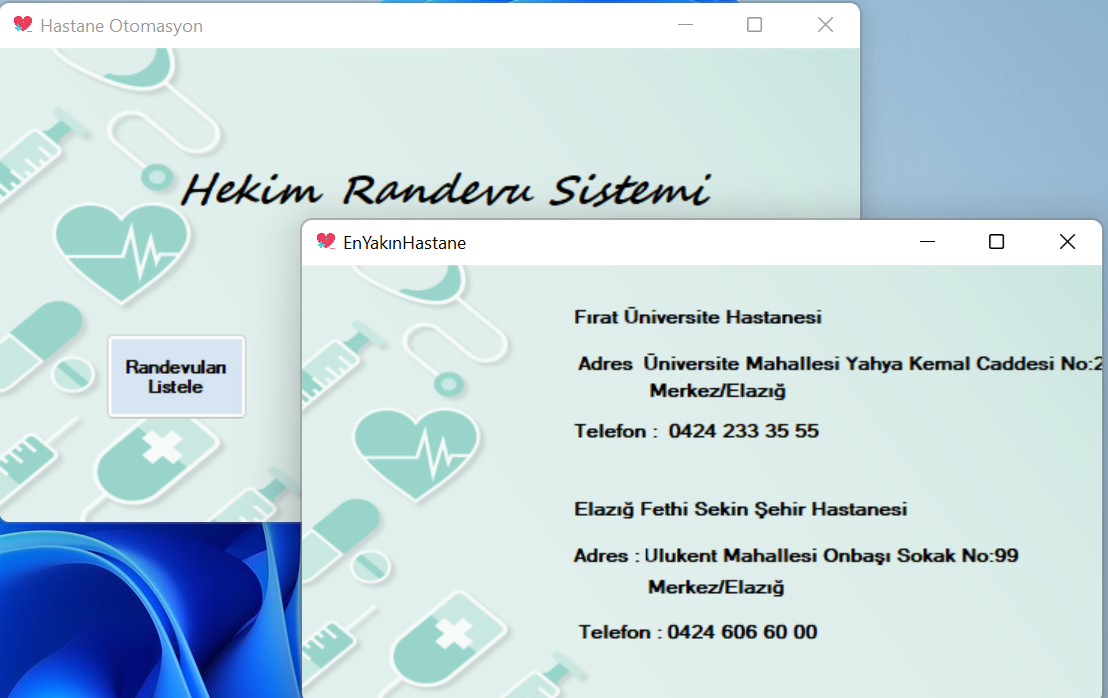 Hastane Otomasyon
Hekim Randevu Sistemi
Randevuları
Listele
EnYakınHastane
Fırat Üniversite Hastanesi
Adres Üniversite Mahallesi Yahya Kemal Caddesi
Merkez/Elazığ
Telefon : 0424 233 35 55
Elazığ Fethi Sekin Şehir Hastanesi
Adres : Ulukent Mahallesi Onbaşı Sokak No:99
Merkez/Elazığ
Telefon : 0424 606 60 00